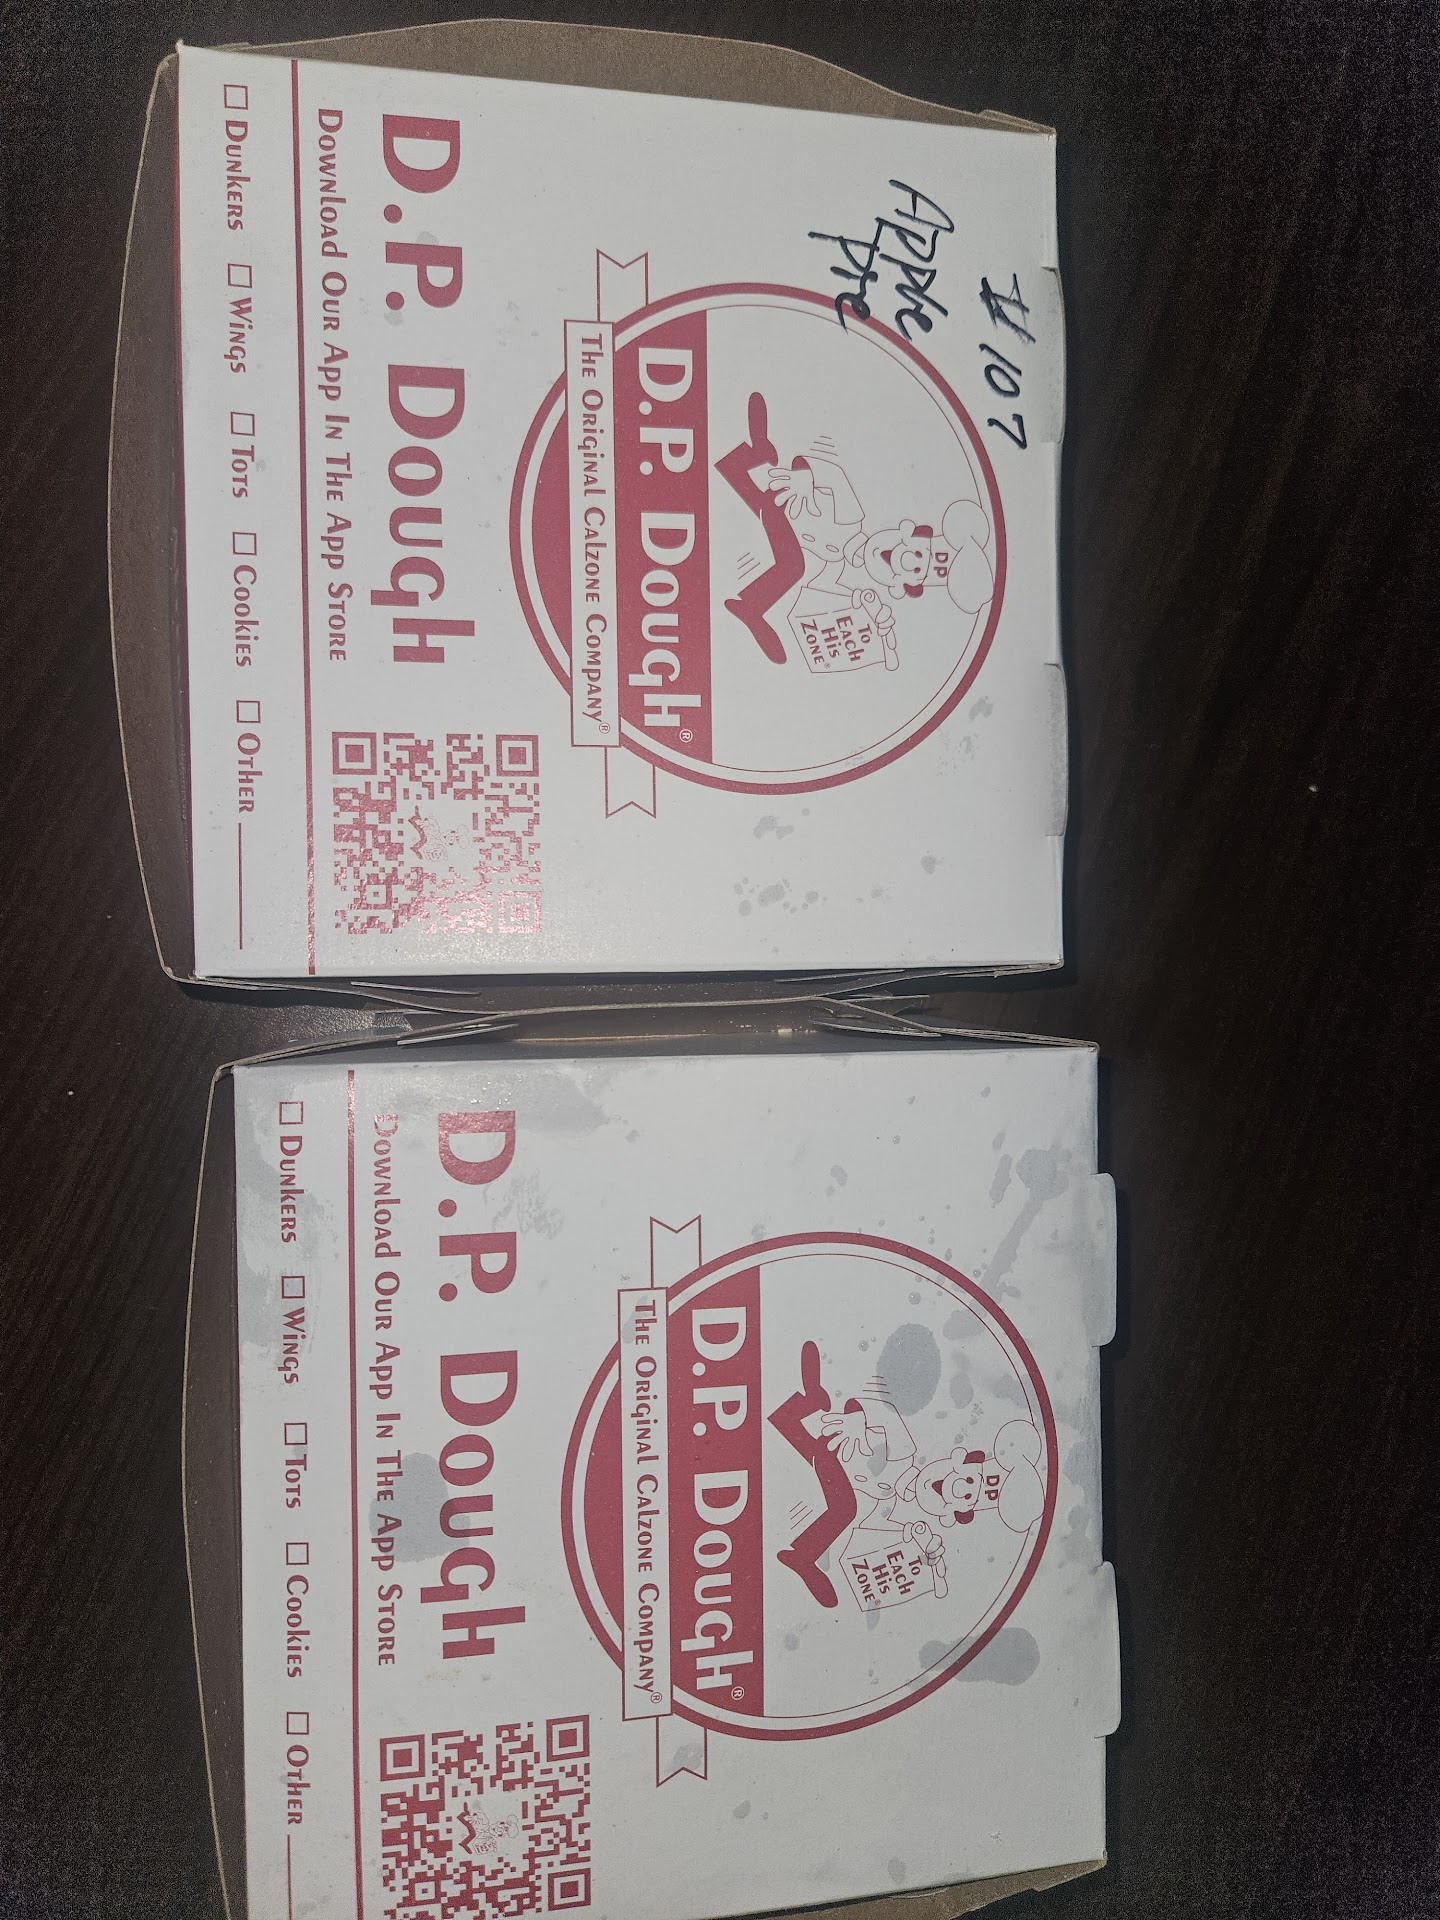 #107
Apple
Pie
DP
To
Each
His
Zone®
D.P. Dough®
The Original Calzone Company®
D.P. Dough
Download Our App In The App Store
Dunkers Wings Tots Cookies Other
DP
To
Each
His
Zone®
D.P. Dough®
The Original Calzone Company®
D.P. Dough
Download Our App In The App Store
Dunkers Wings Tots Cookies Other